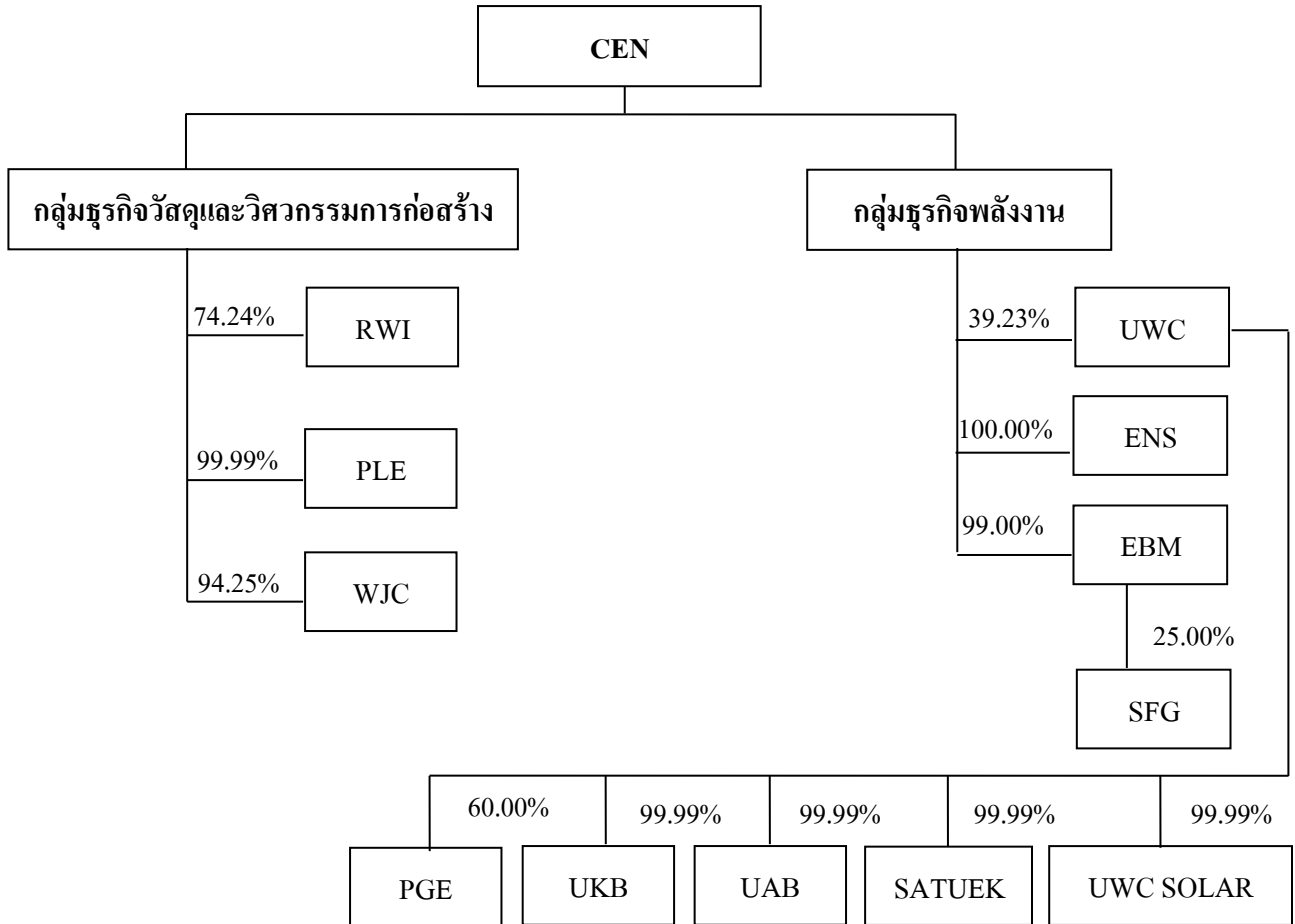 CEN
กลุ่มธุรกิจวัสดุและวิศวกรรมการก่อสร้าง
กลุ่มธุรกิจพลังงาน
74.24%
RWI
99.99%
PLE
94.25%
WJC
39.23%
UWC
100.00%
ENS
99.00%
EBM
25.00%
SFG
60.00%
99.99%
99.99%
99.99%
99.99%
PGE
UKB
UAB
SATUEK
UWC SOLAR